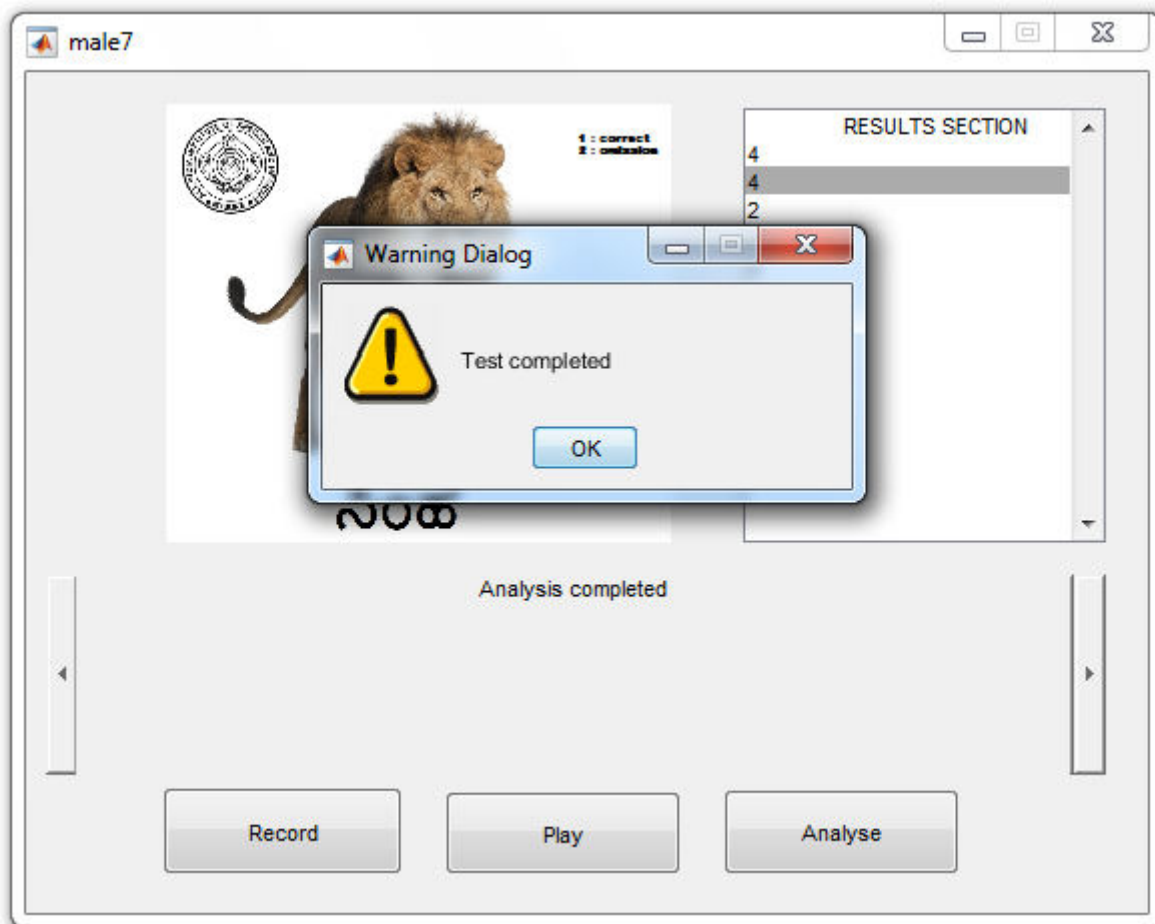 male7
1 : correct
2 : omission
RESULTS SECTION
4
4
2
Warning Dialog
Test completed
OK
Analysis completed
Record
Play
Analyse